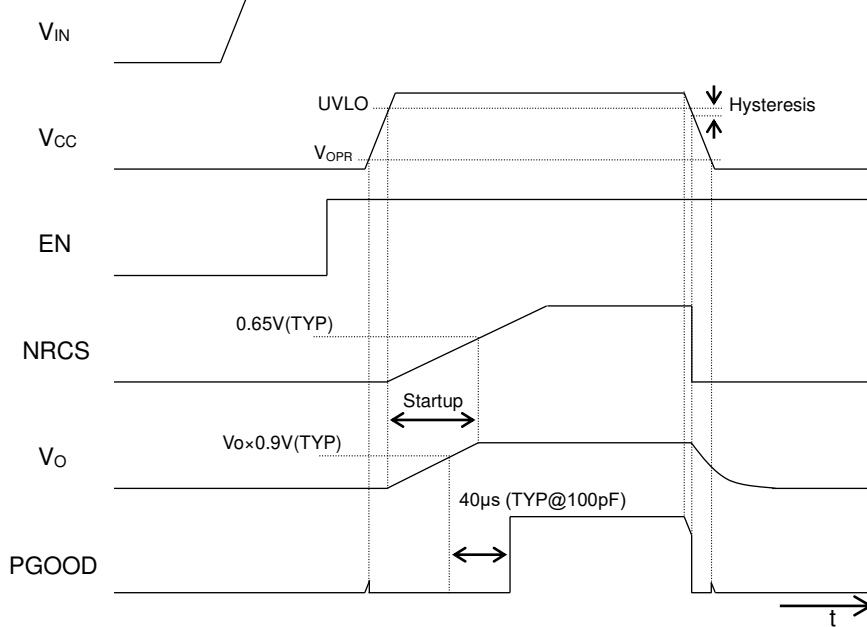 VIN
UVLO
Hysteresis
VCC
VOPR
EN
0.65V(TYP)
NRCS
Startup
Vo×0.9V(TYP)
VO
40µs (TYP@100pF)
PGOOD
t